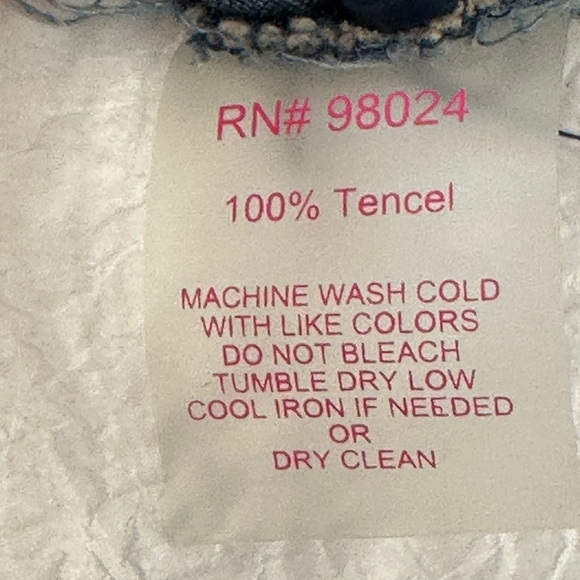 RN# 98024
100% Tencel
MACHINE WASH COLD
WITH LIKE COLORS
DO NOT BLEACH
TUMBLE DRY LOW
COOL IRON IF NEEDED
OR
DRY CLEAN